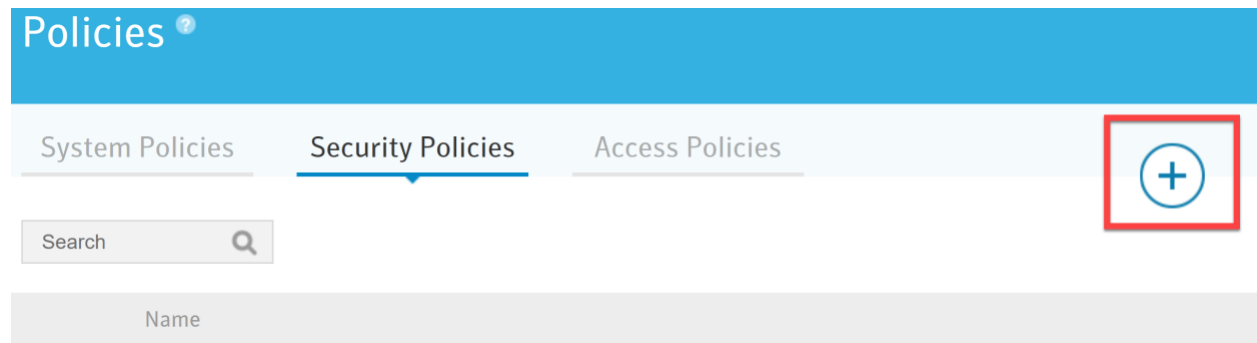 Policies ?
System Policies Security Policies Access Policies
+
Search
Name